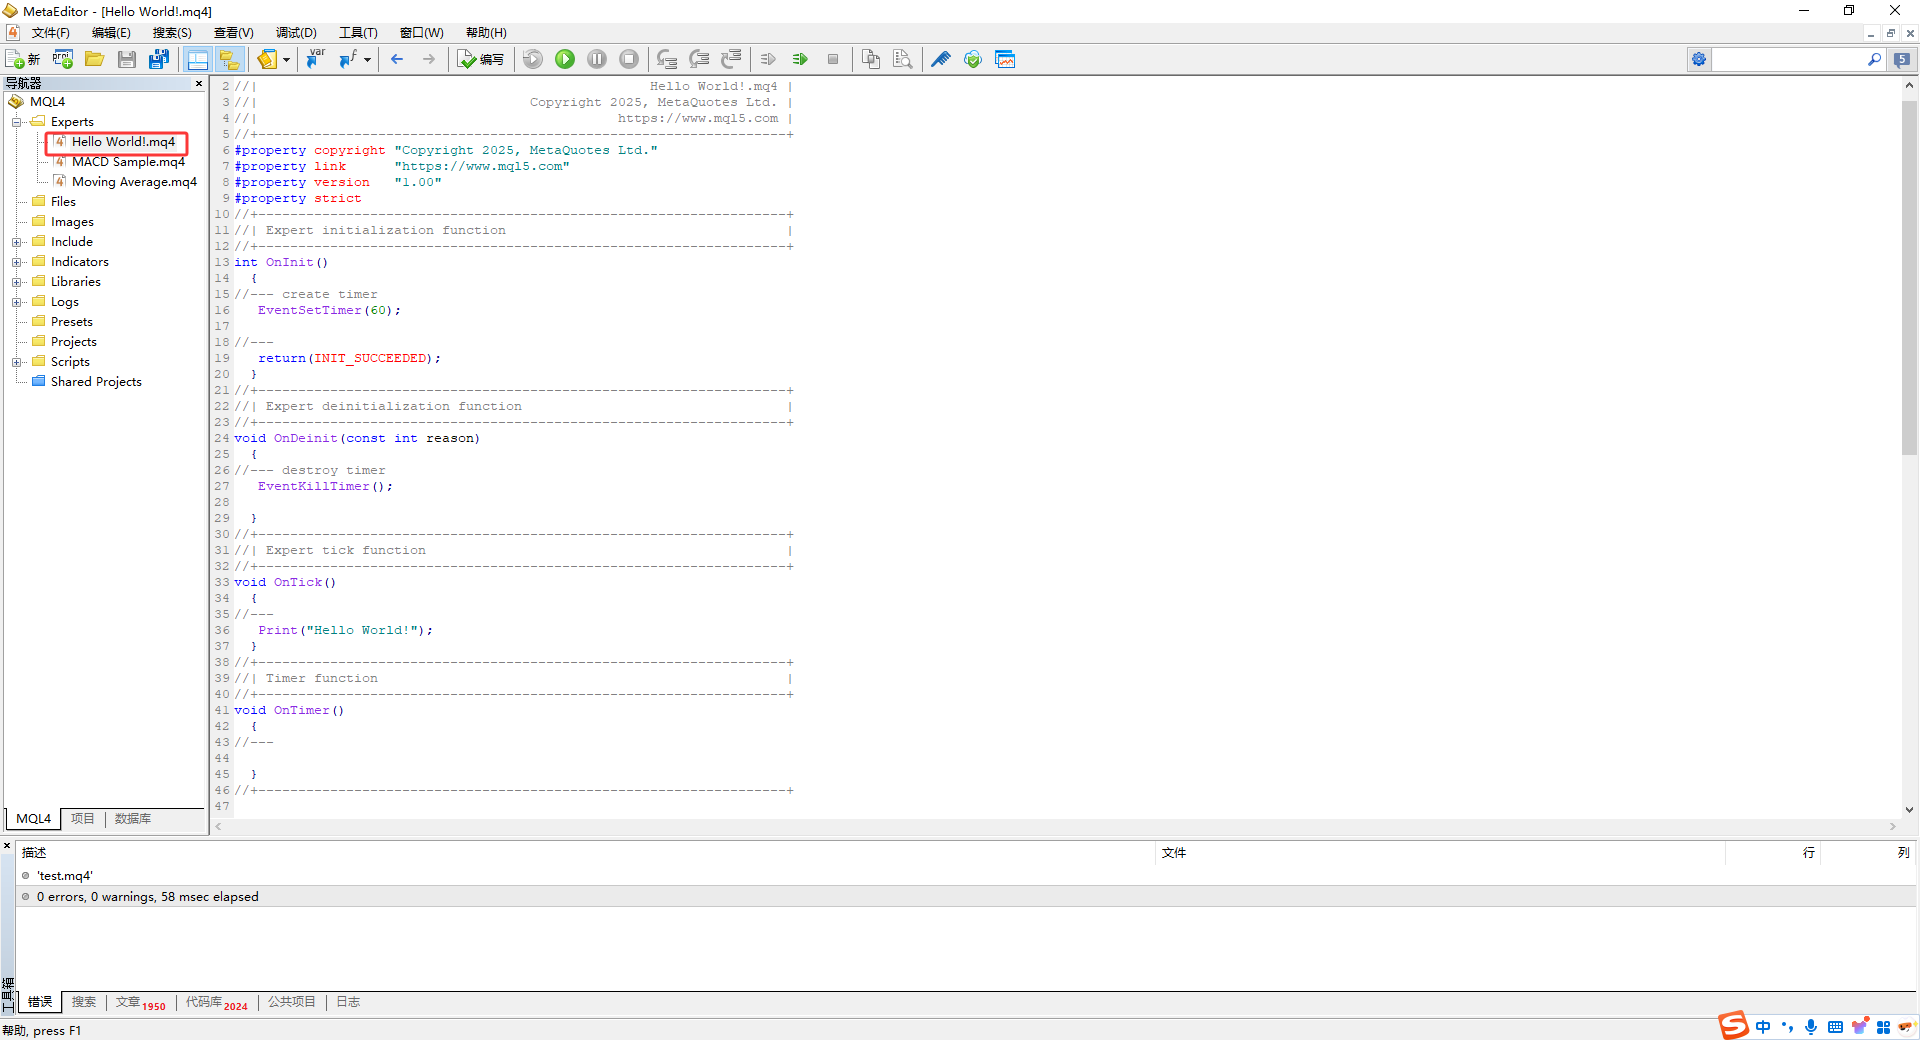 MetaEditor - [Hello World!.mq4]
文件(F) 编辑(E) 搜索(S) 查看(V) 调试(D) 工具(T) 窗口(W) 帮助(H)
新 编写 5
导航器
MQL4
Experts
Hello World!.mq4
MACD Sample.mq4
Moving Average.mq4
Files
Images
Include
Indicators
Libraries
Logs
Presets
Projects
Scripts
Shared Projects
MQL4 项目 数据库
2 //| Hello World!.mq4 |
3 //| Copyright 2025, MetaQuotes Ltd. |
4 //| https://www.mql5.com |
5 //+------------------------------------------------------------------+
6 #property copyright "Copyright 2025, MetaQuotes Ltd."
7 #property link "https://www.mql5.com"
8 #property version "1.00"
9 #property strict
10 //+------------------------------------------------------------------+
11 //| Expert initialization function |
12 //+------------------------------------------------------------------+
13 int OnInit()
14 {
15 //--- create timer
16 EventSetTimer(60);
17
18 //---
19 return(INIT_SUCCEEDED);
20 }
21 //+------------------------------------------------------------------+
22 //| Expert deinitialization function |
23 //+------------------------------------------------------------------+
24 void OnDeinit(const int reason)
25 {
26 //--- destroy timer
27 EventKillTimer();
28
29 }
30 //+------------------------------------------------------------------+
31 //| Expert tick function |
32 //+------------------------------------------------------------------+
33 void OnTick()
34 {
35 //---
36 Print("Hello World!");
37 }
38 //+------------------------------------------------------------------+
39 //| Timer function |
40 //+------------------------------------------------------------------+
41 void OnTimer()
42 {
43 //---
44
45 }
46 //+------------------------------------------------------------------+
47
描述 文件 行 列
'test.mq4'
0 errors, 0 warnings, 58 msec elapsed
工具箱
错误 搜索 文章 1950 代码库 2024 公共项目 日志
帮助, press F1
中